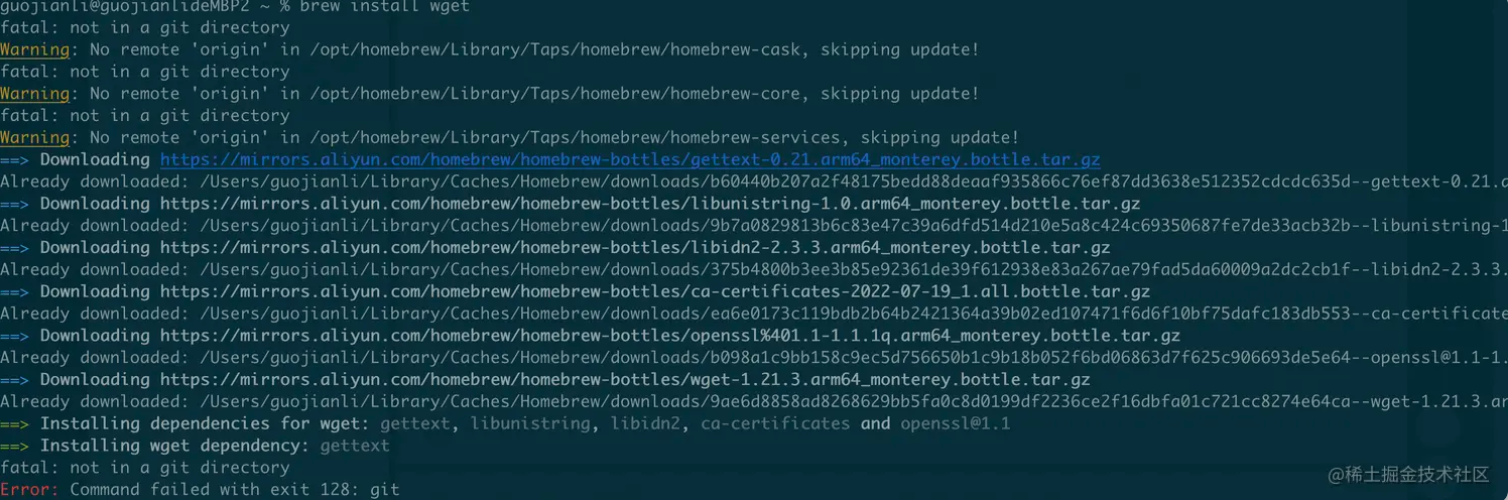 guojianli@guojianlideMBP2 ~ % brew install wget
fatal: not in a git directory
Warning: No remote 'origin' in /opt/homebrew/Library/Taps/homebrew/homebrew-cask, skipping update!
fatal: not in a git directory
Warning: No remote 'origin' in /opt/homebrew/Library/Taps/homebrew/homebrew-core, skipping update!
fatal: not in a git directory
Warning: No remote 'origin' in /opt/homebrew/Library/Taps/homebrew/homebrew-services, skipping update!
==> Downloading https://mirrors.aliyun.com/homebrew/homebrew-bottles/gettext-0.21.arm64_monterey.bottle.tar.gz
Already downloaded: /Users/guojianli/Library/Caches/Homebrew/downloads/b60440b207a2f48175bedd88deaaf935866c76ef87dd3638e512352cdcdc635d--gettext-0.21.a
==> Downloading https://mirrors.aliyun.com/homebrew/homebrew-bottles/libunistring-1.0.arm64_monterey.bottle.tar.gz
Already downloaded: /Users/guojianli/Library/Caches/Homebrew/downloads/9b7a0829813b6c83e47c39a6dfd514d210e5a8c424c69350687fe7de33acb32b--libunistring-1
==> Downloading https://mirrors.aliyun.com/homebrew/homebrew-bottles/libidn2-2.3.3.arm64_monterey.bottle.tar.gz
Already downloaded: /Users/guojianli/Library/Caches/Homebrew/downloads/375b4800b3ee3b85e92361de39f612938e83a267ae79fad5da60009a2dc2cb1f--libidn2-2.3.3.
==> Downloading https://mirrors.aliyun.com/homebrew/homebrew-bottles/ca-certificates-2022-07-19_1.all.bottle.tar.gz
Already downloaded: /Users/guojianli/Library/Caches/Homebrew/downloads/ea6e0173c119bdb2b64b2421364a39b02ed107471f6d6f10bf75dafc183db553--ca-certificate
==> Downloading https://mirrors.aliyun.com/homebrew/homebrew-bottles/openssl%401.1-1.1.1q.arm64_monterey.bottle.tar.gz
Already downloaded: /Users/guojianli/Library/Caches/Homebrew/downloads/b098a1c9bb158c9ec5d756650b1c9b18b052f6bd06863d7f625c906693de5e64--openssl@1.1-1.
==> Downloading https://mirrors.aliyun.com/homebrew/homebrew-bottles/wget-1.21.3.arm64_monterey.bottle.tar.gz
Already downloaded: /Users/guojianli/Library/Caches/Homebrew/downloads/9ae6d8858ad8268629bb5fa0c8d0199df2236ce2f16dbfa01c721cc8274e64ca--wget-1.21.3.ar
==> Installing dependencies for wget: gettext, libunistring, libidn2, ca-certificates and openssl@1.1
==> Installing wget dependency: gettext
fatal: not in a git directory
Error: Command failed with exit 128: git
@稀土掘金技术社区